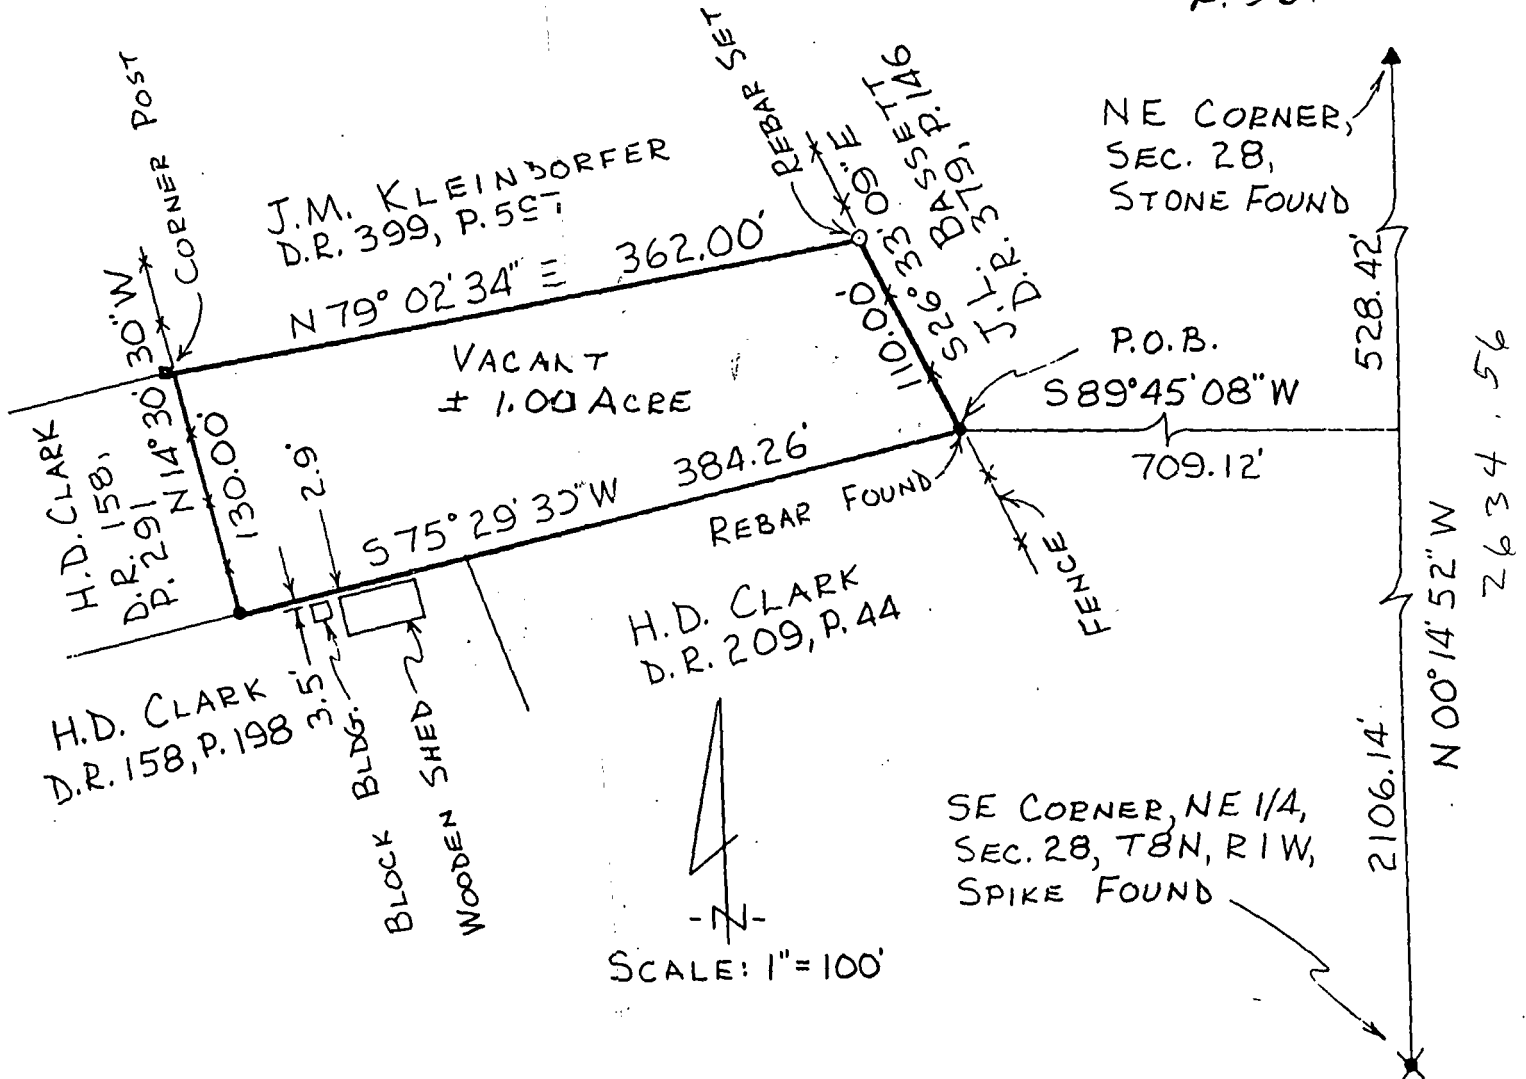 NE CORNER,
SEC. 28,
STONE FOUND
CORNER POST
REBAR SET
J.M. KLEINDORFER
D.R. 399,
N 79° 02' 34" E 362.00'
VACANT
± 1.00 ACRE
110.00'
S26° 33' 09" E
J.L. BASSETT
D.R. 379, P.146
P.O.B.
S89°45'08"W
709.12'
528.42'
2106.14'
N 00°14'52" W
2634.56
H.D. CLARK
D.R. 158,
P. 291
N 14° 30' 30" W
130.00'
2.9'
S 75° 29' 30" W 384.26'
REBAR FOUND
FENCE
H.D. CLARK
D.R. 209, P.44
H.D. CLARK
D.R. 158, P.198
3.5'
BLOCK BLDG.
WOODEN SHED
-N-
SCALE: 1"=100'
SE CORNER, NE 1/4,
SEC. 28, T8N, R1W,
SPIKE FOUND